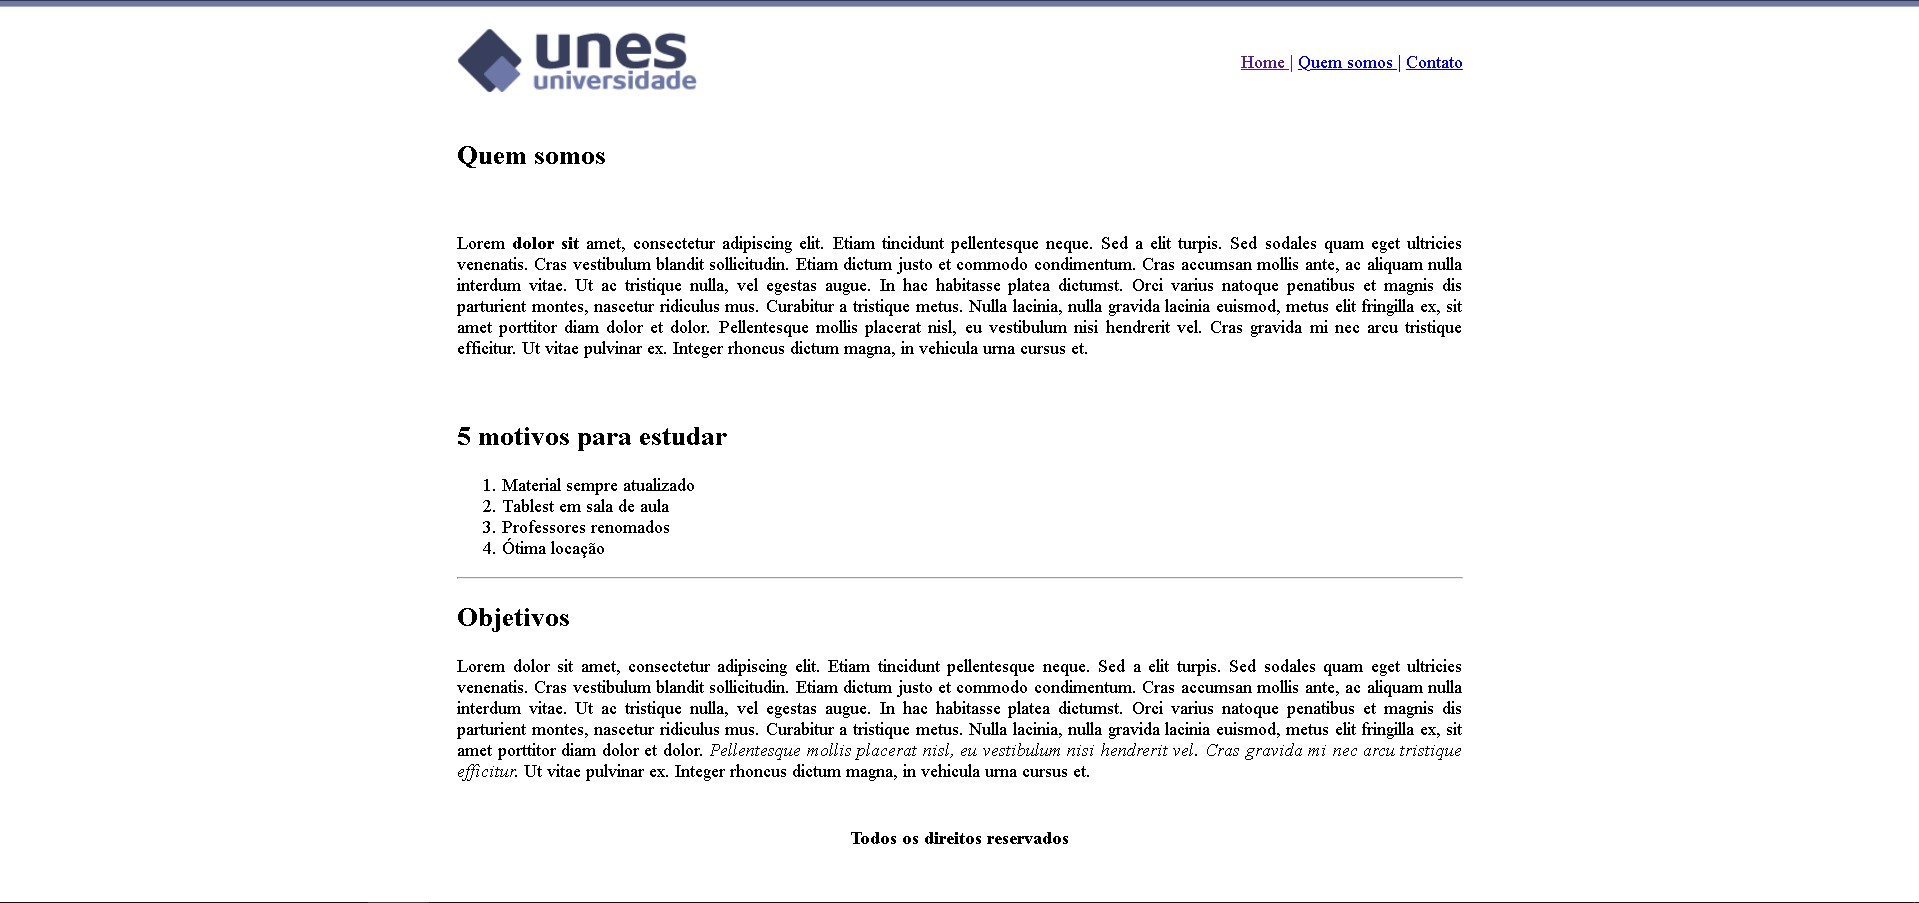 unes
universidade
Home | Quem somos | Contato
Quem somos
Lorem dolor sit amet, consectetur adipiscing elit. Etiam tincidunt pellentesque neque. Sed a elit turpis. Sed sodales quam eget ultricies
venenatis. Cras vestibulum blandit sollicitudin. Etiam dictum justo et commodo condimentum. Cras accumsan mollis ante, ac aliquam nulla
interdum vitae. Ut ac tristique nulla, vel egestas augue. In hac habitasse platea dictumst. Orci varius natoque penatibus et magnis dis
parturient montes, nascetur ridiculus mus. Curabitur a tristique metus. Nulla lacinia, nulla gravida lacinia euismod, metus elit fringilla ex, sit
amet porttitor diam dolor et dolor. Pellentesque mollis placerat nisl, eu vestibulum nisi hendrerit vel. Cras gravida mi nec arcu tristique
efficitur. Ut vitae pulvinar ex. Integer rhoncus dictum magna, in vehicula urna cursus et.
5 motivos para estudar
1. Material sempre atualizado
2. Tablest em sala de aula
3. Professores renomados
4. Ótima locação
Objetivos
Lorem dolor sit amet, consectetur adipiscing elit. Etiam tincidunt pellentesque neque. Sed a elit turpis. Sed sodales quam eget ultricies
venenatis. Cras vestibulum blandit sollicitudin. Etiam dictum justo et commodo condimentum. Cras accumsan mollis ante, ac aliquam nulla
interdum vitae. Ut ac tristique nulla, vel egestas augue. In hac habitasse platea dictumst. Orci varius natoque penatibus et magnis dis
parturient montes, nascetur ridiculus mus. Curabitur a tristique metus. Nulla lacinia, nulla gravida lacinia euismod, metus elit fringilla ex, sit
amet porttitor diam dolor et dolor. Pellentesque mollis placerat nisl, eu vestibulum nisi hendrerit vel. Cras gravida mi nec arcu tristique
efficitur. Ut vitae pulvinar ex. Integer rhoncus dictum magna, in vehicula urna cursus et.
Todos os direitos reservados